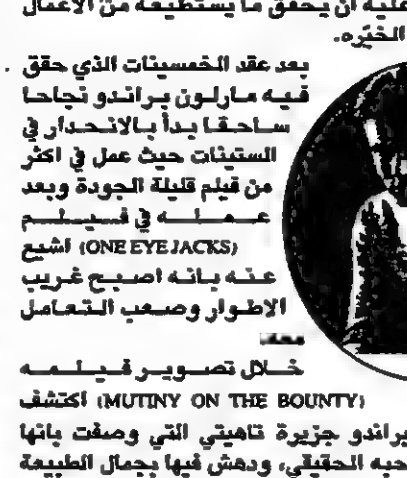 عليه ان يحقق ما يستطيعه من الاعمال
الخيّره.
بعد عقد الخمسينات الذي حقق
فيه مارلون براندو نجاحا
ساحقا بدأ بالانحدار في
الستينات حيث عمل في اكثر
من فيلم قليلة الجودة وبعد
عمله في فيلم
(ONE EYE JACKS) اشيع
عنه بانه اصبح غريب
الاطوار وصعب التعامل
معه.
خلال تصوير فيلمه
(MUTINY ON THE BOUNTY) اكتشف
براندو جزيرة تاهيتي التي وصفت بانها
حبه الحقيقي، ودهش فيها بجمال الطبيعة